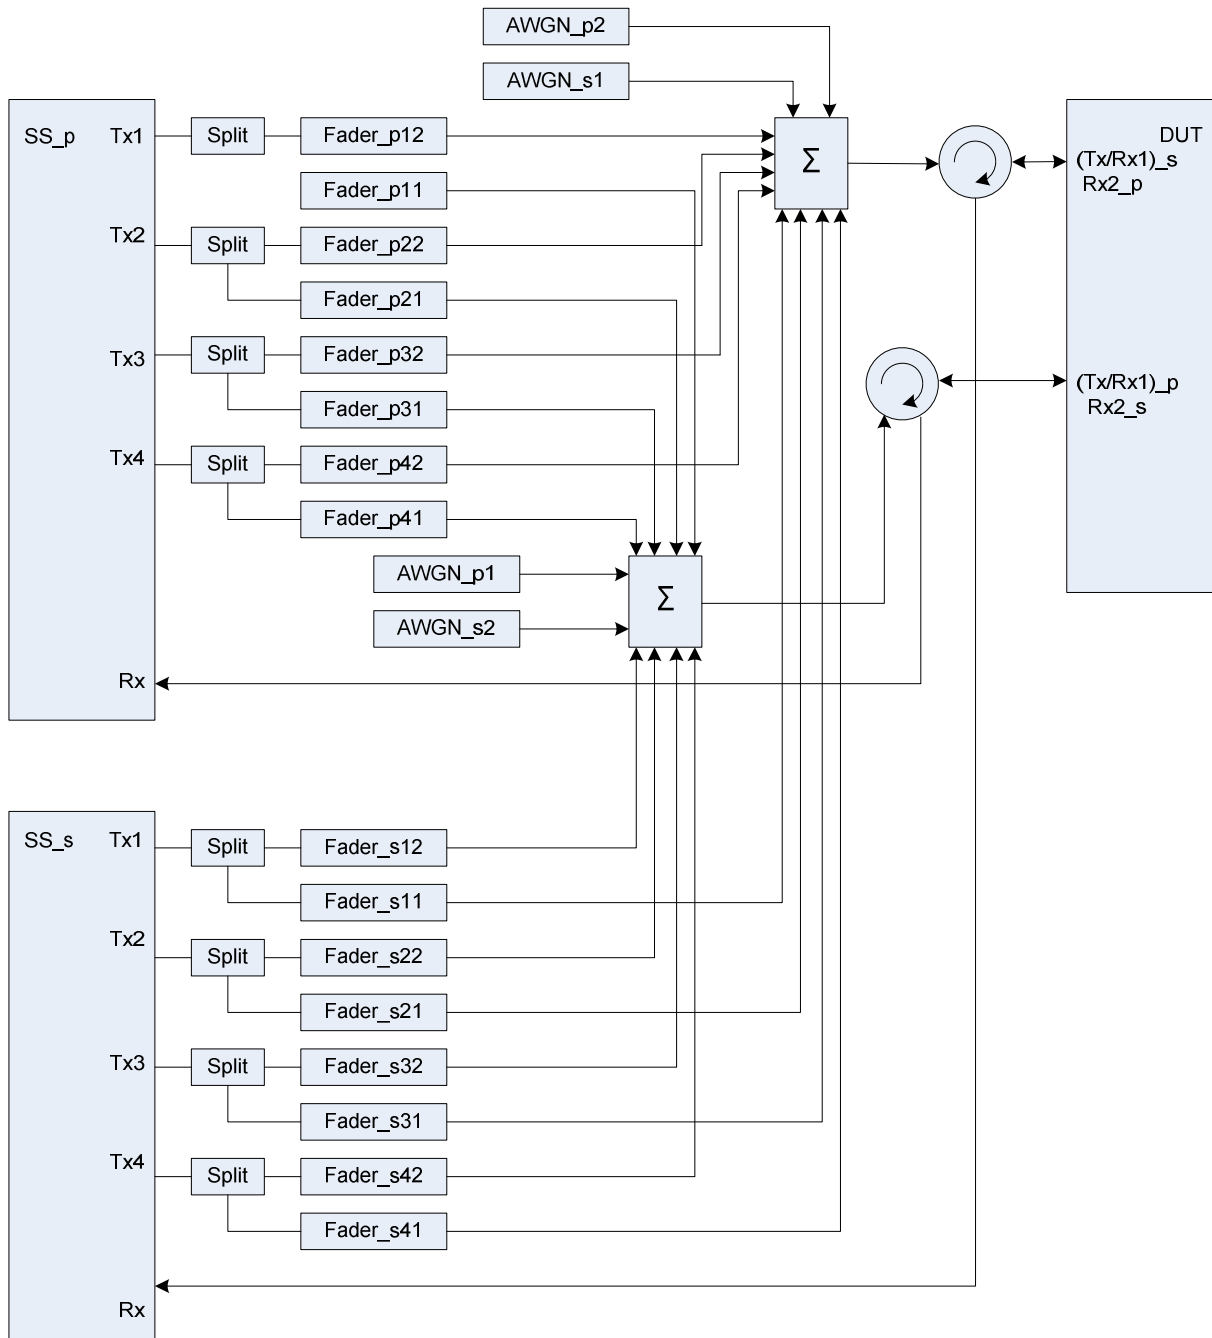 AWGN_p2
AWGN_s1
SS_p
Tx1
Split
Fader_p12
Σ
DUT
(Tx/Rx1)_s
Rx2_p
Fader_p11
Tx2
Split
Fader_p22
Fader_p21
Tx3
Split
Fader_p32
(Tx/Rx1)_p
Rx2_s
Fader_p31
Tx4
Split
Fader_p42
Fader_p41
AWGN_p1
Σ
AWGN_s2
Rx
SS_s
Tx1
Split
Fader_s12
Fader_s11
Tx2
Split
Fader_s22
Fader_s21
Tx3
Split
Fader_s32
Fader_s31
Tx4
Split
Fader_s42
Fader_s41
Rx